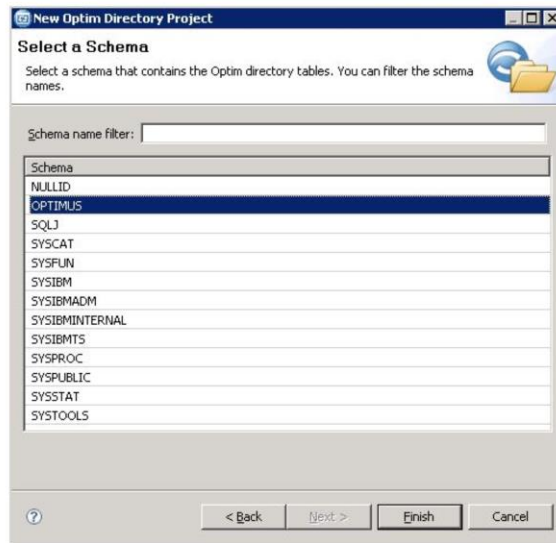 New Optim Directory Project
Select a Schema
Select a schema that contains the Optim directory tables. You can filter the schema
names.
Schema name filter:
Schema
NULLID
OPTIMUS
SQLJ
SYSCAT
SYSFUN
SYSIBM
SYSIBMADM
SYSIBMINTERNAL
SYSIBMTS
SYSPROC
SYSPUBLIC
SYSSTAT
SYSTOOLS
? < Back Next > Finish Cancel